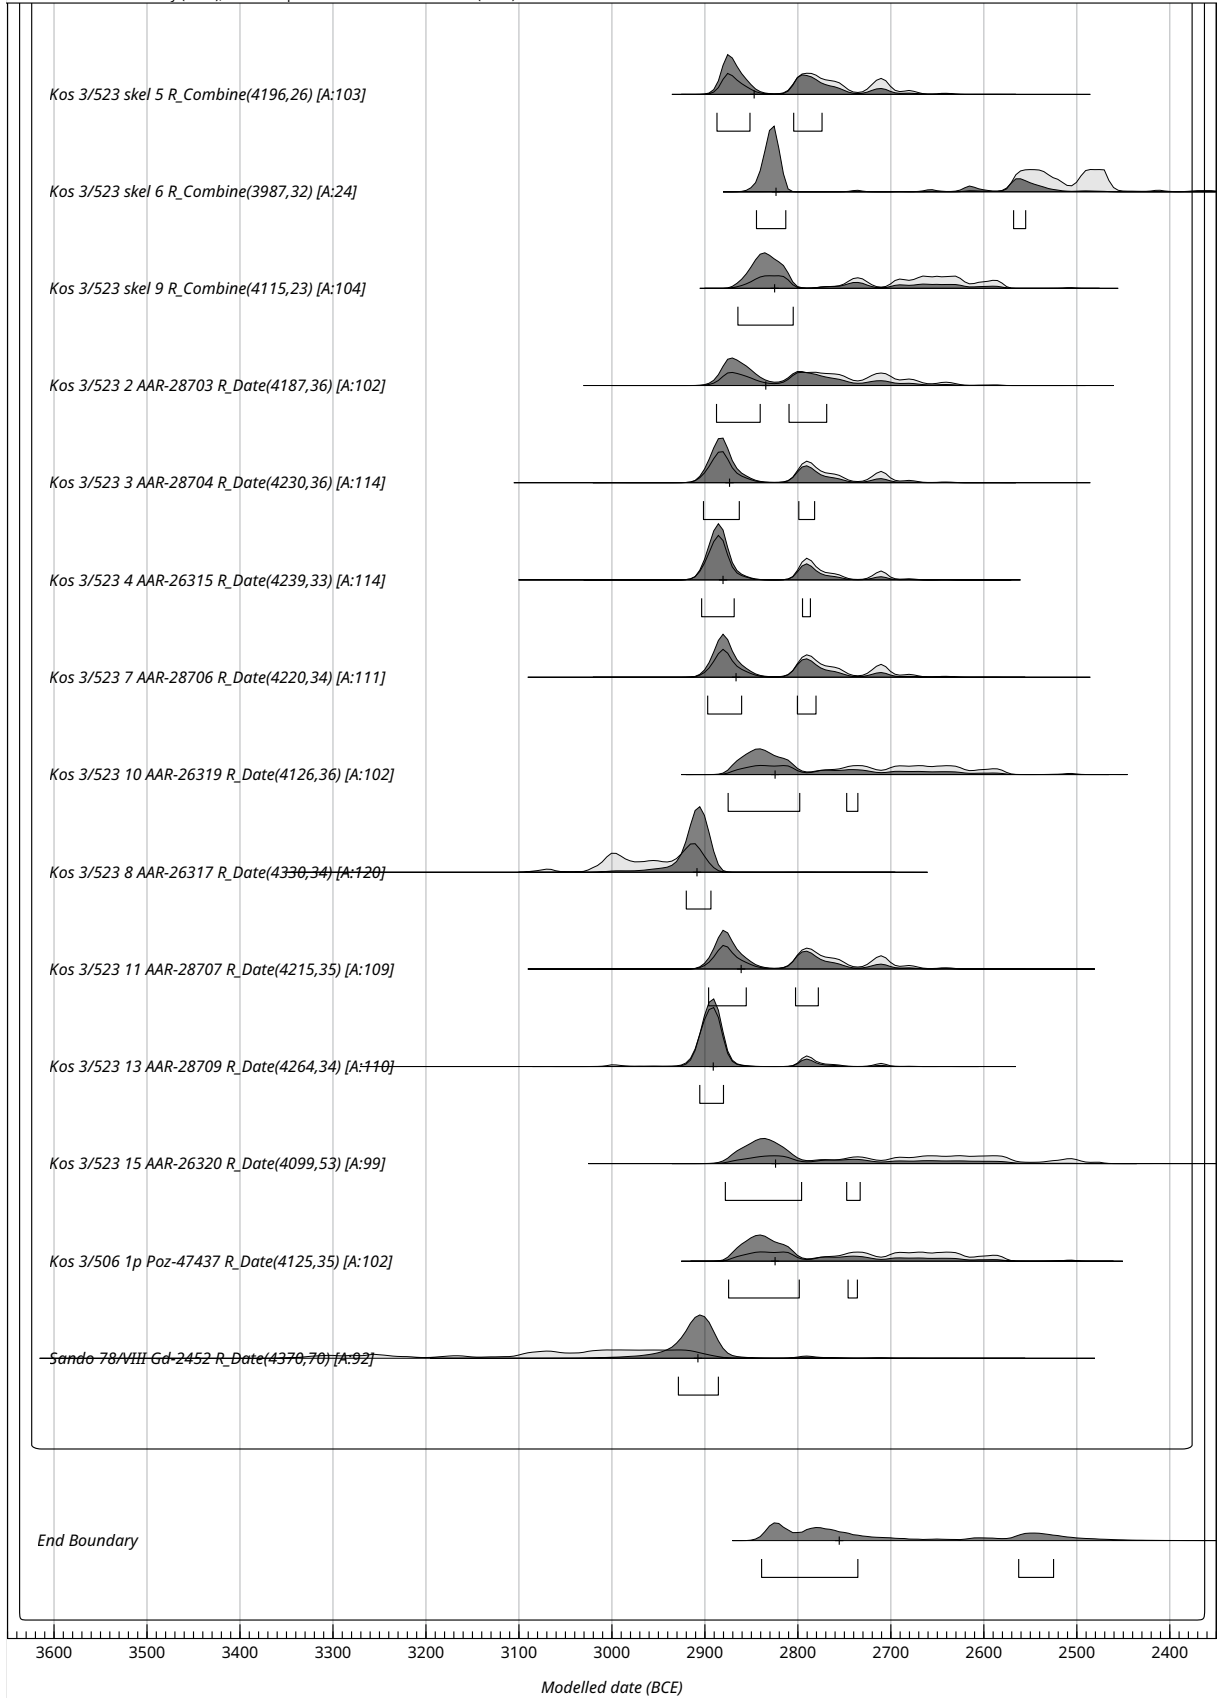 Kos 3/523 skel 5 R_Combine(4196,26) [A:103]
Kos 3/523 skel 6 R_Combine(3987,32) [A:24]
Kos 3/523 skel 9 R_Combine(4115,23) [A:104]
Kos 3/523 2 AAR-28703 R_Date(4187,36) [A:102]
Kos 3/523 3 AAR-28704 R_Date(4230,36) [A:114]
Kos 3/523 4 AAR-26315 R_Date(4239,33) [A:114]
Kos 3/523 7 AAR-28706 R_Date(4220,34) [A:111]
Kos 3/523 10 AAR-26319 R_Date(4126,36) [A:102]
Kos 3/523 8 AAR-26317 R_Date(4330,34) [A:120]
Kos 3/523 11 AAR-28707 R_Date(4215,35) [A:109]
Kos 3/523 13 AAR-28709 R_Date(4264,34) [A:110]
Kos 3/523 15 AAR-26320 R_Date(4099,53) [A:99]
Kos 3/506 1p Poz-47437 R_Date(4125,35) [A:102]
Sando 78/VIII Gd-2452 R_Date(4370,70) [A:92]
End Boundary
3600 3500 3400 3300 3200 3100 3000 2900 2800 2700 2600 2500 2400
Modelled date (BCE)